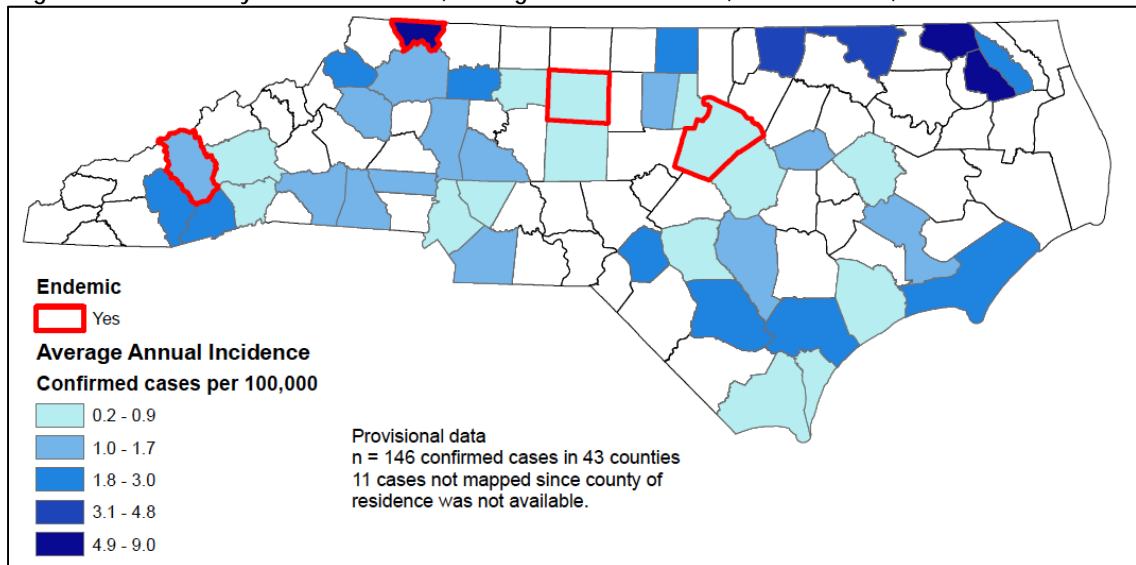 Endemic
Yes
Average Annual Incidence
Confirmed cases per 100,000
0.2 - 0.9
1.0 - 1.7
1.8 - 3.0
3.1 - 4.8
4.9 - 9.0
Provisional data
n = 146 confirmed cases in 43 counties
11 cases not mapped since county of
residence was not available.